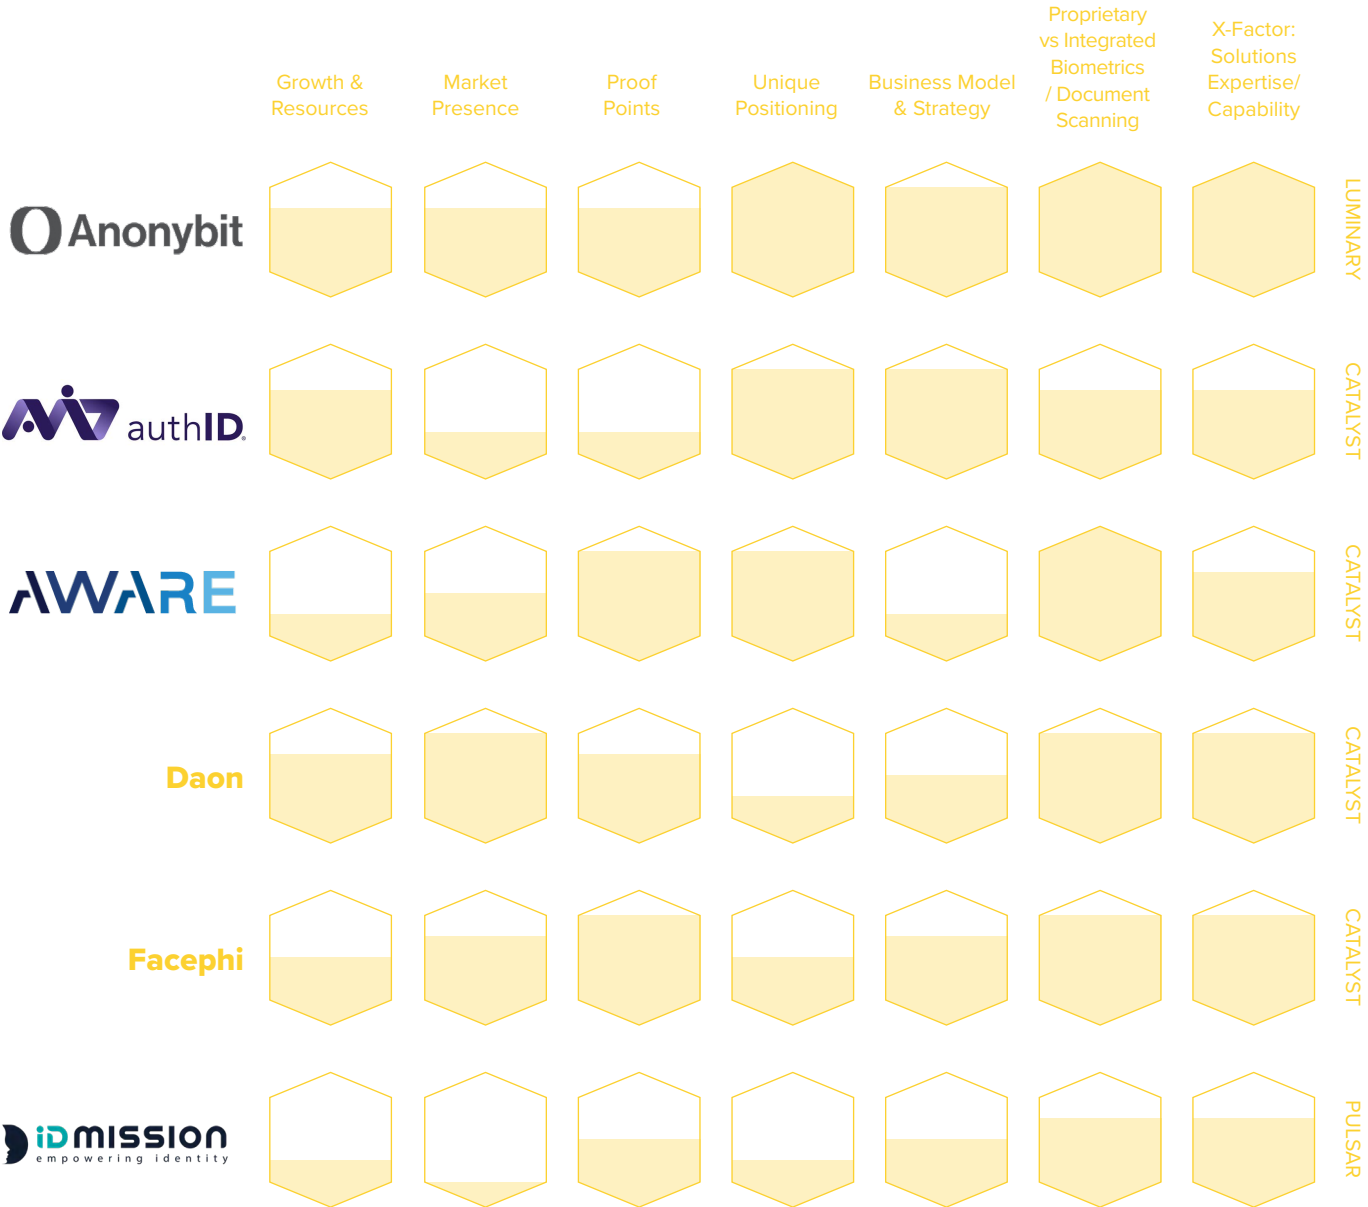 Growth &
Resources
Market
Presence
Proof
Points
Unique
Positioning
Business Model
& Strategy
Proprietary
vs Integrated
Biometrics
/ Document
Scanning
X-Factor:
Solutions
Expertise/
Capability
Anonybit
LUMINARY
authID®
CATALYST
AWARE
CATALYST
Daon
CATALYST
Facephi
CATALYST
iDMISSION
empowering identity
PULSAR